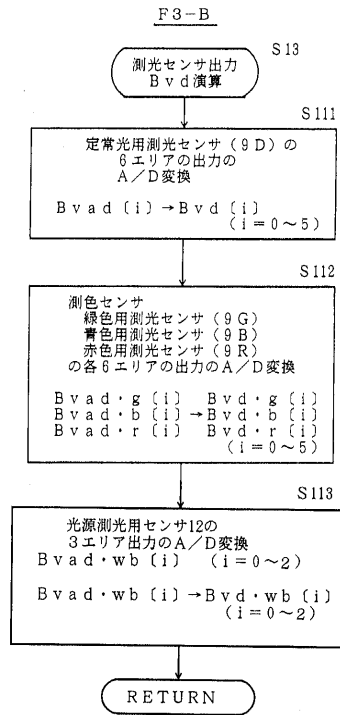 F3-B
S13
測光センサ出力
Bvd演算
S111
定常光用測光センサ(9D)の
6エリアの出力の
A/D変換
Bvad〔i〕→Bvd〔i〕
(i=0~5)
S112
測色センサ
緑色用測光センサ(9G)
青色用測光センサ(9B)
赤色用測光センサ(9R)
の各6エリアの出力のA/D変換
Bvad・g〔i〕 Bvd・g〔i〕
Bvad・b〔i〕→Bvd・b〔i〕
Bvad・r〔i〕 Bvd・r〔i〕
(i=0~5)
S113
光源測光用センサ12の
3エリア出力のA/D変換
Bvad・wb〔i〕 (i=0~2)
Bvad・wb〔i〕→Bvd・wb〔i〕
(i=0~2)
RETURN